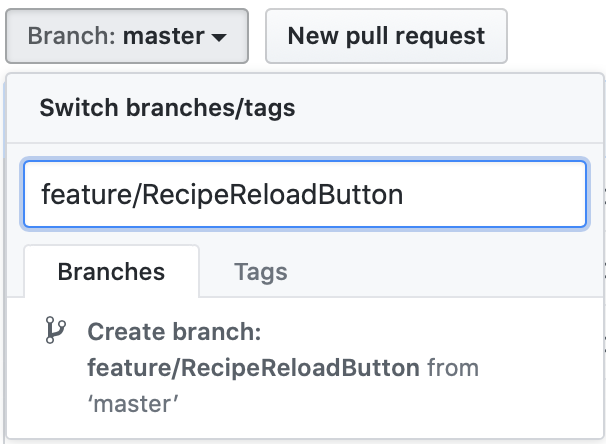 Branch: master
New pull request
Switch branches/tags
feature/RecipeReloadButton
Branches
Tags
Create branch:
feature/RecipeReloadButton from
‘master’